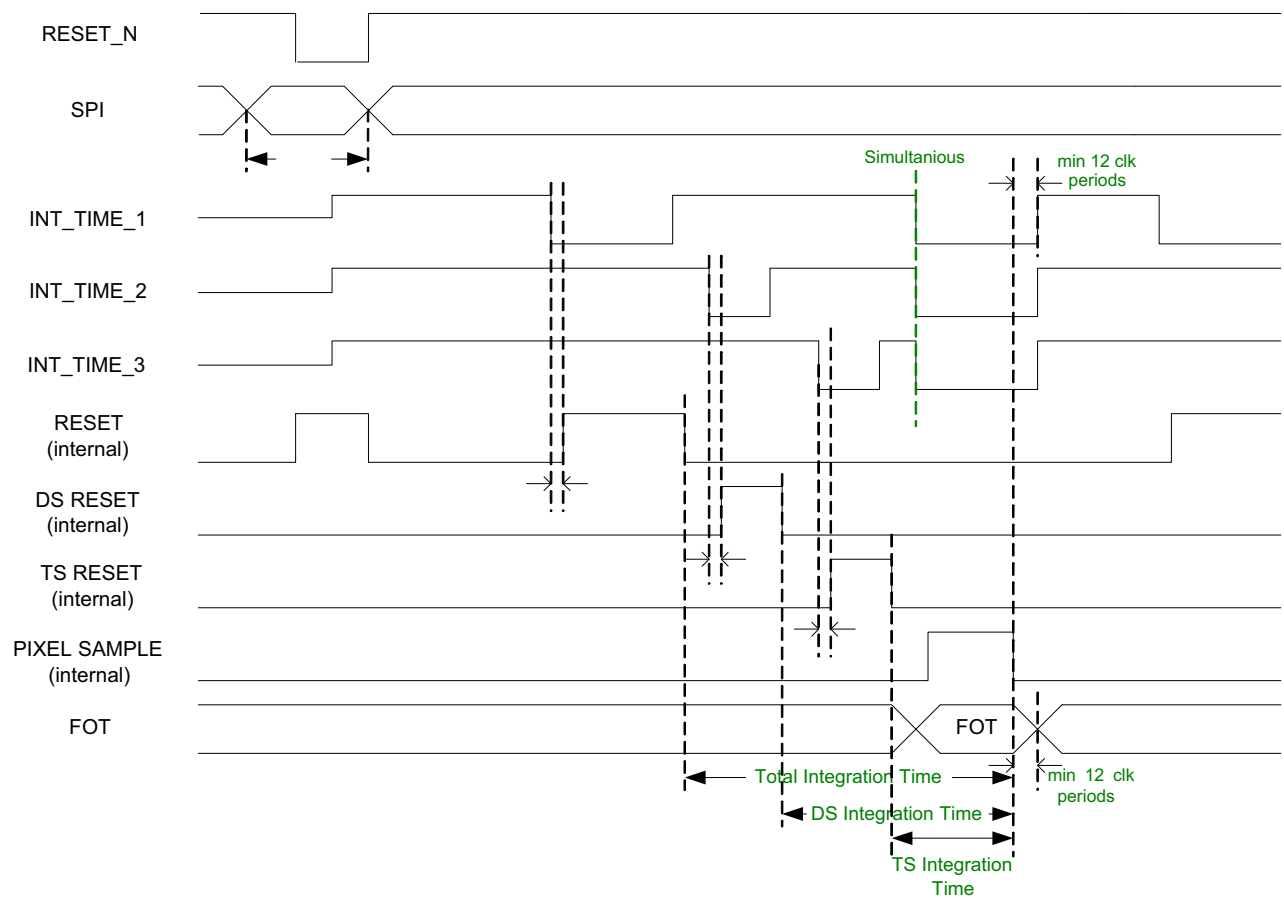 RESET_N
SPI
Simultanious
min 12 clk
periods
INT_TIME_1
INT_TIME_2
INT_TIME_3
RESET
(internal)
DS RESET
(internal)
TS RESET
(internal)
PIXEL SAMPLE
(internal)
FOT
FOT
Total Integration Time
min 12 clk
periods
DS Integration Time
TS Integration
Time